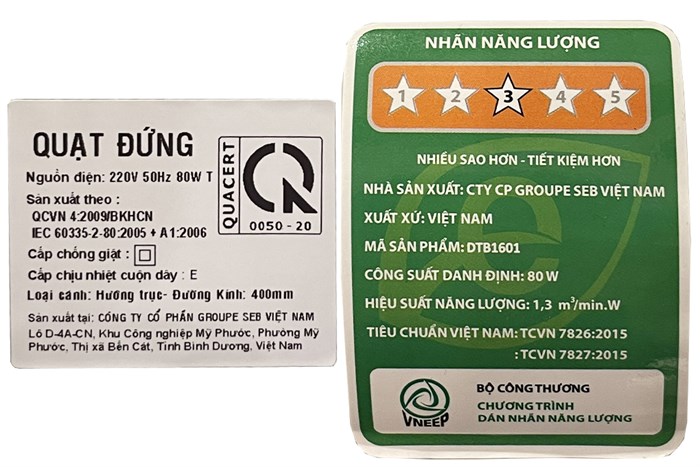 QUẠT ĐỨNG
Nguồn điện: 220V 50Hz 80W T
Sản xuất theo :
QCVN 4:2009/BKHCN
IEC 60335-2-80:2005 + A1:2006
Cấp chống giật :
Cấp chịu nhiệt cuộn dây : E
Loại cánh: Hướng trục- Đường Kính: 400mm
Sản xuất tại: CÔNG TY CỔ PHẦN GROUPE SEB VIỆT NAM
Lô D-4A-CN, Khu Công nghiệp Mỹ Phước, Phường Mỹ
Phước, Thị xã Bến Cát, Tỉnh Bình Dương, Việt Nam
QUACERT
0050 - 20
NHÃN NĂNG LƯỢNG
1 2 3 4 5
NHIỀU SAO HƠN - TIẾT KIỆM HƠN
NHÀ SẢN XUẤT: CTY CP GROUPE SEB VIỆT NAM
XUẤT XỨ: VIỆT NAM
MÃ SẢN PHẨM: DTB1601
CÔNG SUẤT DANH ĐỊNH: 80 W
HIỆU SUẤT NĂNG LƯỢNG: 1,3 m³/min.W
TIÊU CHUẨN VIỆT NAM: TCVN 7826:2015
: TCVN 7827:2015
VNEEP
BỘ CÔNG THƯƠNG
CHƯƠNG TRÌNH
DÁN NHÃN NĂNG LƯỢNG